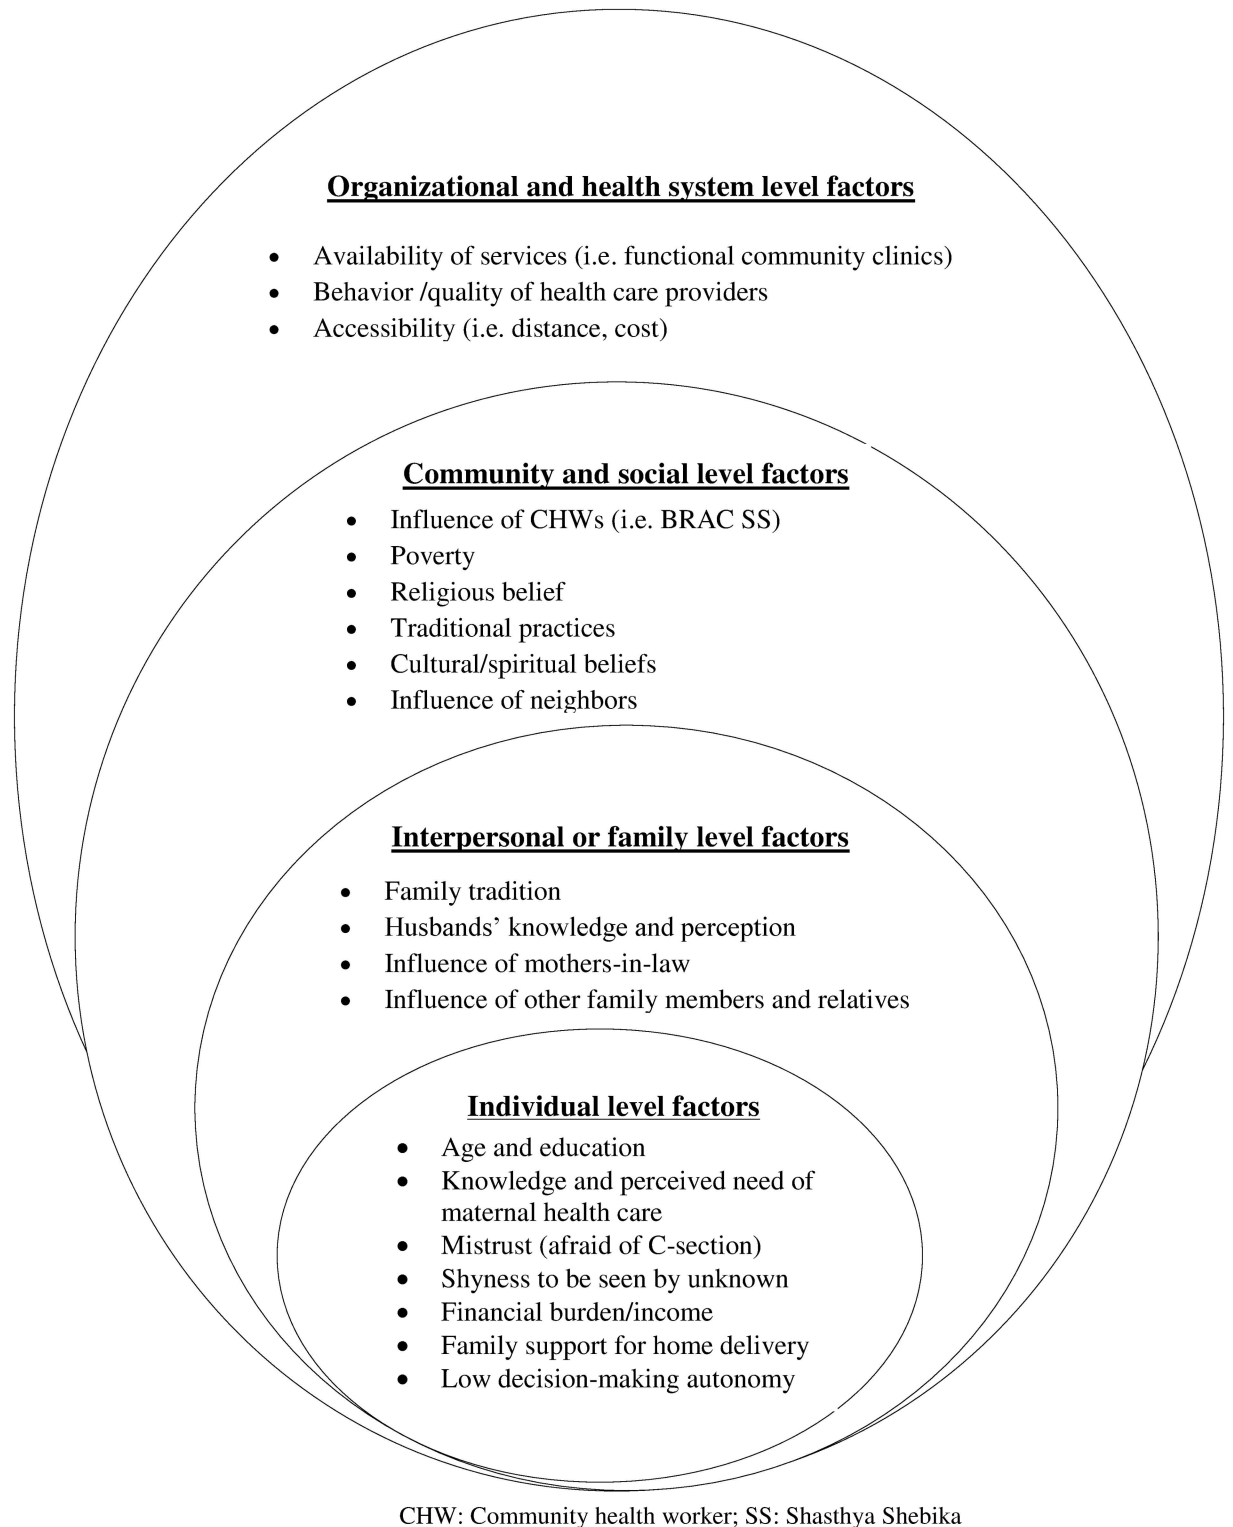 Organizational and health system level factors
• Availability of services (i.e. functional community clinics)
• Behavior /quality of health care providers
• Accessibility (i.e. distance, cost)
Community and social level factors
• Influence of CHWs (i.e. BRAC SS)
• Poverty
• Religious belief
• Traditional practices
• Cultural/spiritual beliefs
• Influence of neighbors
Interpersonal or family level factors
• Family tradition
• Husbands’ knowledge and perception
• Influence of mothers-in-law
• Influence of other family members and relatives
Individual level factors
• Age and education
• Knowledge and perceived need of
maternal health care
• Mistrust (afraid of C-section)
• Shyness to be seen by unknown
• Financial burden/income
• Family support for home delivery
• Low decision-making autonomy
CHW: Community health worker; SS: Shasthya Shebika